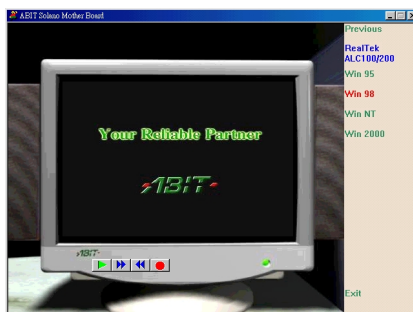 ABIT Solano Mother Board
Previous
RealTek
ALC100/200
Win 95
Win 98
Win NT
Win 2000
Your Reliable Partner
ABIT
ABIT
Exit